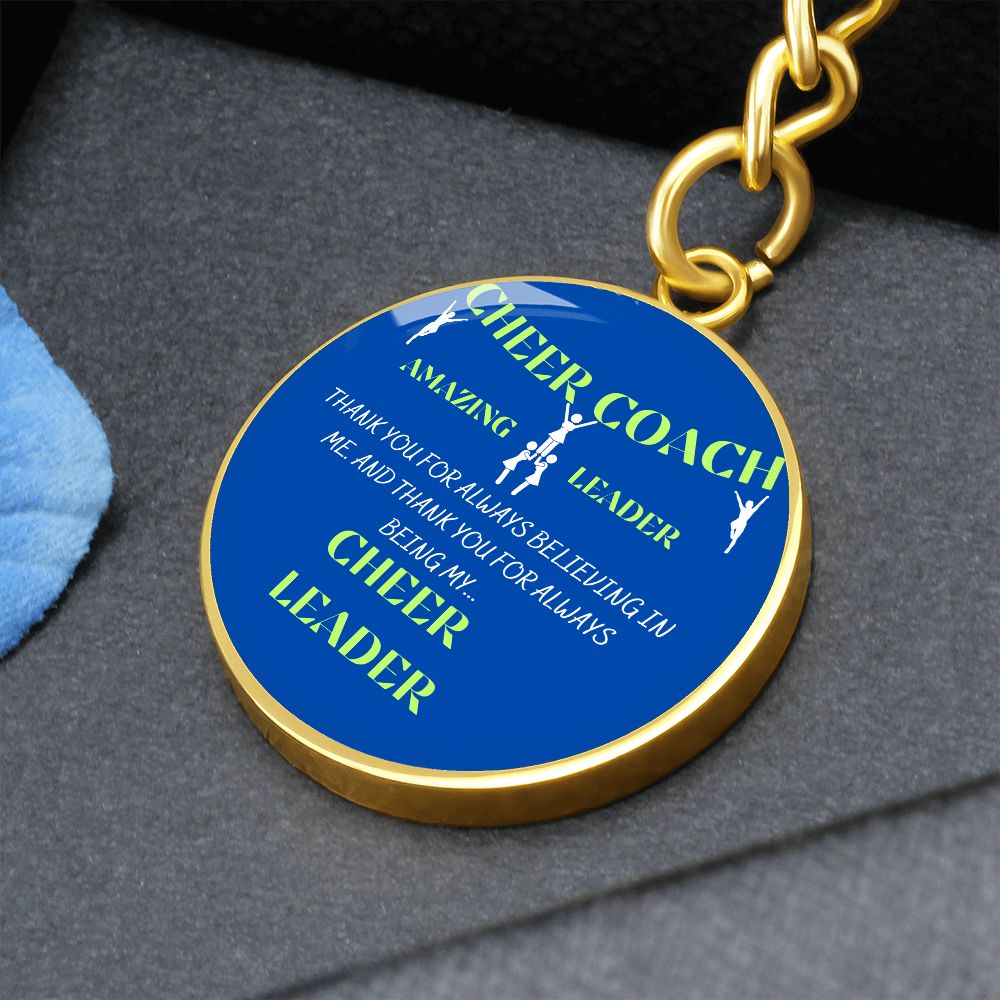 CHEER COACH
AMAZING
LEADER
THANK YOU FOR ALWAYS BELIEVING IN
ME. AND THANK YOU FOR ALWAYS
BEING MY...
CHEER
LEADER